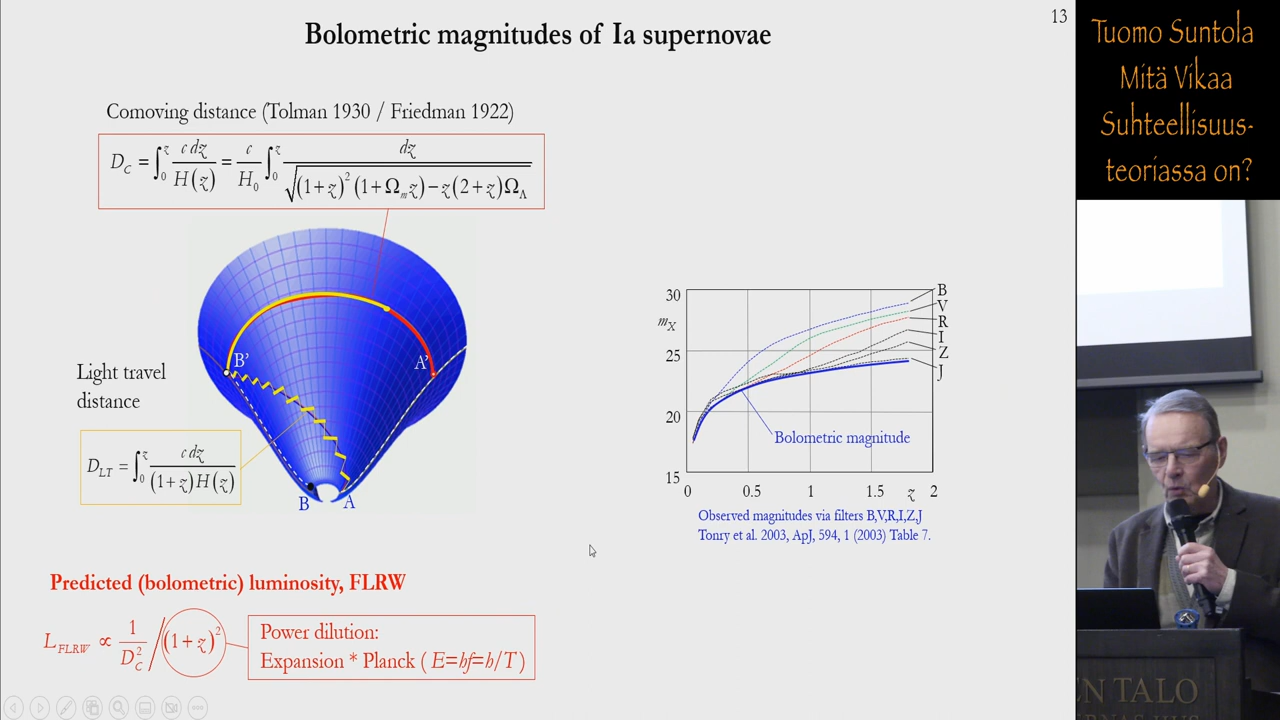 Bolometric magnitudes of Ia supernovae
13
Comoving distance (Tolman 1930 / Friedman 1922)
D_C = ∫_0^z c dz / H(z) = c / H_0 ∫_0^z dz / √((1+z)^2 (1+Ω_m z) − z(2+z)Ω_Λ)
B'
A'
Light travel
distance
D_LT = ∫_0^z c dz / ((1+z)H(z))
B
A
30
m_X
25
20
15
0
0.5
1
1.5
z
2
B
V
R
I
Z
J
Bolometric magnitude
Observed magnitudes via filters B,V,R,I,Z,J
Tonry et al. 2003, ApJ, 594, 1 (2003) Table 7.
Predicted (bolometric) luminosity, FLRW
L_FLRW ∝ 1 / D_C^2 / (1+z)^2
Power dilution:
Expansion * Planck ( E=hf=h/T )
Tuomo Suntola
Mitä Vikaa
Suhteellisuus-
teoriassa on?
EN TALO